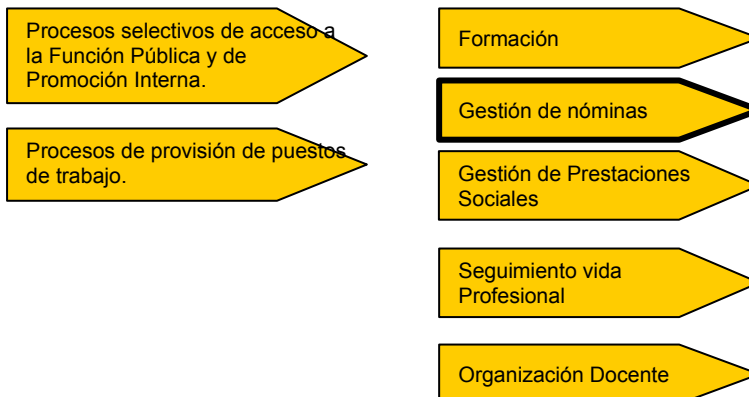 Procesos selectivos de acceso a
la Función Pública y de
Promoción Interna.
Procesos de provisión de puestos
de trabajo.
Formación
Gestión de nóminas
Gestión de Prestaciones
Sociales
Seguimiento vida
Profesional
Organización Docente